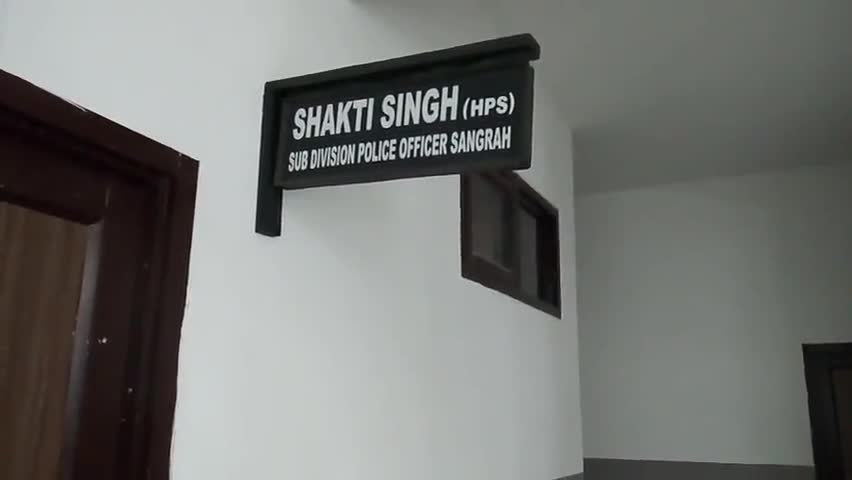 SHAKTI SINGH (HPS)
SUB DIVISION POLICE OFFICER SANGRAH